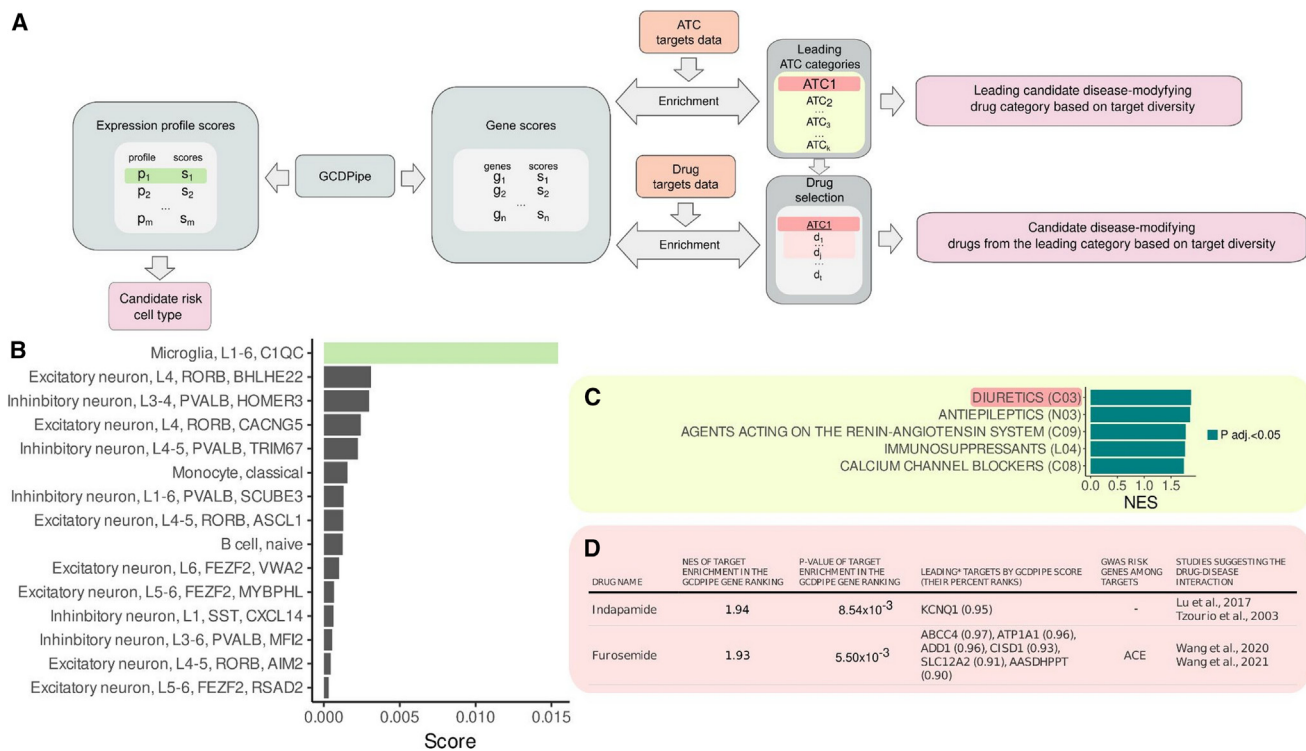 A
ATC
targets data
Leading
ATC categories
ATC1
ATC2
...
ATC3
...
ATCk
Enrichment
Leading candidate disease-modyfying
drug category based on target diversity
Expression profile scores
profile scores
p1 s1
p2 s2
...
pm sm
GCDPipe
Gene scores
genes scores
g1 s1
g2 s2
...
gn sn
Drug
targets data
Enrichment
Drug
selection
ATC1
d1
...
dj
...
dt
Candidate disease-modifying
drugs from the leading category based on target diversity
Candidate risk
cell type
B
Microglia, L1-6, C1QC
Excitatory neuron, L4, RORB, BHLHE22
Inhinbitory neuron, L3-4, PVALB, HOMER3
Excitatory neuron, L4, RORB, CACNG5
Inhinbitory neuron, L4-5, PVALB, TRIM67
Monocyte, classical
Inhinbitory neuron, L1-6, PVALB, SCUBE3
Excitatory neuron, L4-5, RORB, ASCL1
B cell, naive
Excitatory neuron, L6, FEZF2, VWA2
Excitatory neuron, L5-6, FEZF2, MYBPHL
Inhinbitory neuron, L1, SST, CXCL14
Inhinbitory neuron, L3-6, PVALB, MFI2
Excitatory neuron, L4-5, RORB, AIM2
Excitatory neuron, L5-6, FEZF2, RSAD2
0.000 0.005 0.010 0.015
Score
C
DIURETICS (C03)
ANTIEPILEPTICS (N03)
AGENTS ACTING ON THE RENIN-ANGIOTENSIN SYSTEM (C09)
IMMUNOSUPPRESSANTS (L04)
CALCIUM CHANNEL BLOCKERS (C08)
0.0 0.5 1.0 1.5
NES
P adj.<0.05
D
DRUG NAME
NES OF TARGET
ENRICHMENT IN THE
GCDPIPE GENE RANKING
P-VALUE OF TARGET
ENRICHMENT IN THE
GCDPIPE GENE RANKING
LEADING* TARGETS BY GCDPIPE SCORE
(THEIR PERCENT RANKS)
GWAS RISK
GENES AMONG
TARGETS
STUDIES SUGGESTING THE
DRUG-DISEASE
INTERACTION
Indapamide 1.94 8.54x10-3 KCNQ1 (0.95) -
Lu et al., 2017
Tzourio et al., 2003
Furosemide 1.93 5.50x10-3
ABCC4 (0.97), ATP1A1 (0.96),
ADD1 (0.96), CISD1 (0.93),
SLC12A2 (0.91), AASDHPPT
(0.90)
ACE
Wang et al., 2020
Wang et al., 2021